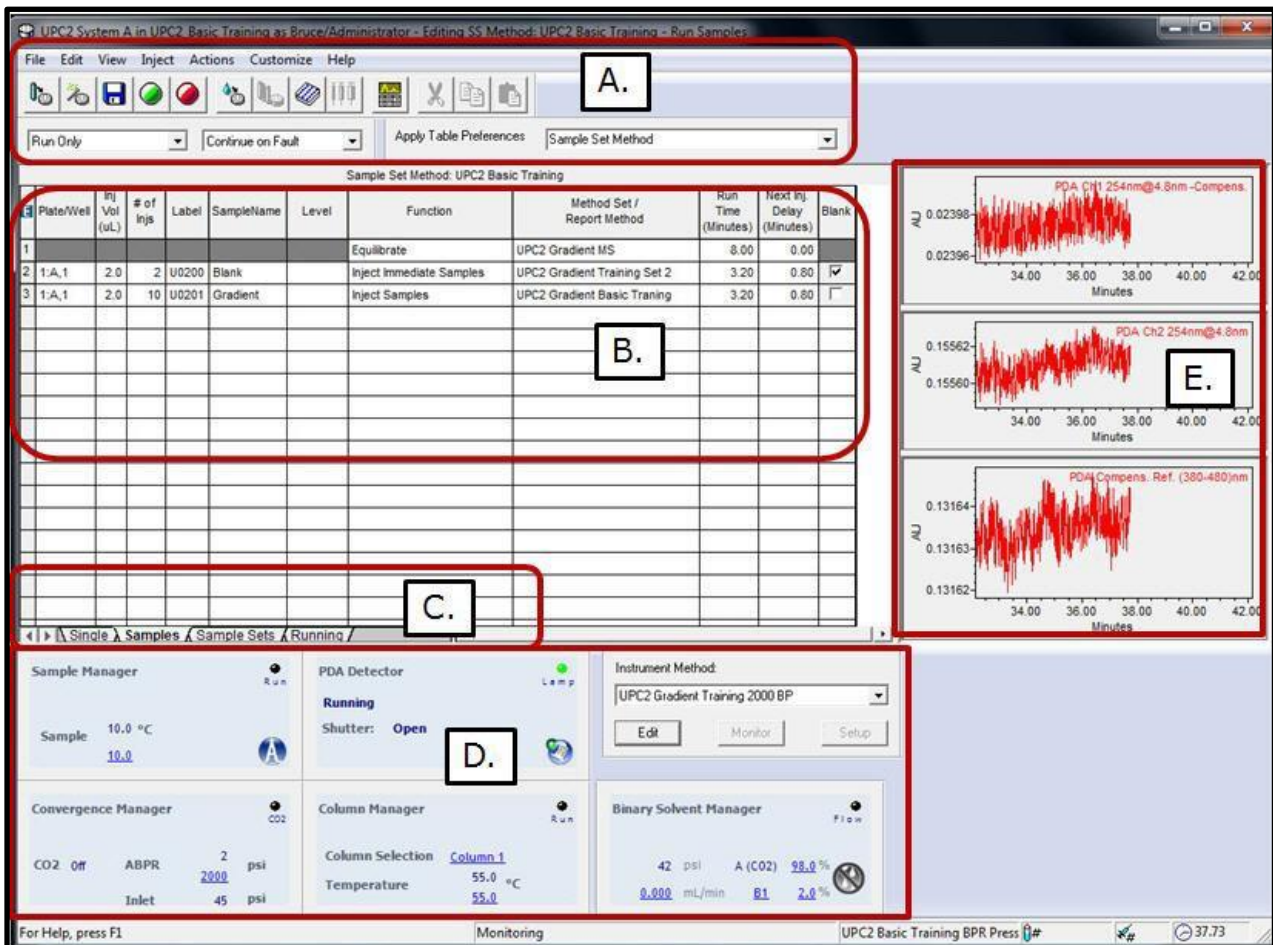 UPC2 System A in UPC2 Basic Training as Bruce/Administrator - Editing SS Method: UPC2 Basic Training - Run Samples
File Edit View Inject Actions Customize Help
A.
Run Only Continue on Fault Apply Table Preferences Sample Set Method
Sample Set Method: UPC2 Basic Training
Plate/Well Inj Vol (uL) # of Injs Label SampleName Level Function Method Set / Report Method Run Time (Minutes) Next Inj. Delay (Minutes) Blank
1 Equilibrate UPC2 Gradient MS 8.00 0.00
2 1:A,1 2.0 2 U0200 Blank Inject Immediate Samples UPC2 Gradient Training Set 2 3.20 0.80
3 1:A,1 2.0 10 U0201 Gradient Inject Samples UPC2 Gradient Basic Traning 3.20 0.80
B.
C.
Single Samples Sample Sets Running
PDA Ch1 254nm@4.8nm -Compens.
AU
0.02398
0.02396
34.00 36.00 38.00 40.00 42.00
Minutes
PDA Ch2 254nm@4.8nm
AU
0.15562
0.15560
34.00 36.00 38.00 40.00 42.00
Minutes
E.
PDA Compens. Ref. (380-480)nm
AU
0.13164
0.13163
0.13162
34.00 36.00 38.00 40.00 42.00
Minutes
Sample Manager Run
Sample 10.0 °C
10.0
PDA Detector Lamp
Running
Shutter: Open
D.
Instrument Method:
UPC2 Gradient Training 2000 BP
Edit Monitor Setup
Convergence Manager CO2
CO2 Off ABPR 2 psi
2000
Inlet 45 psi
Column Manager Run
Column Selection Column 1
Temperature 55.0 °C
55.0
Binary Solvent Manager Flow
42 psi A (CO2) 98.0 %
0.000 mL/min B1 2.0 %
For Help, press F1 Monitoring UPC2 Basic Training BPR Press # # 37.73